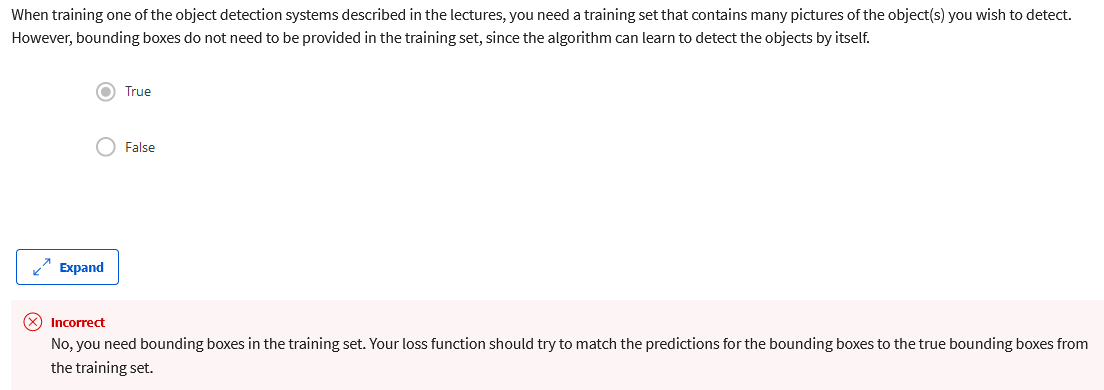 When training one of the object detection systems described in the lectures, you need a training set that contains many pictures of the object(s) you wish to detect.
However, bounding boxes do not need to be provided in the training set, since the algorithm can learn to detect the objects by itself.
True
False
Expand
Incorrect
No, you need bounding boxes in the training set. Your loss function should try to match the predictions for the bounding boxes to the true bounding boxes from
the training set.